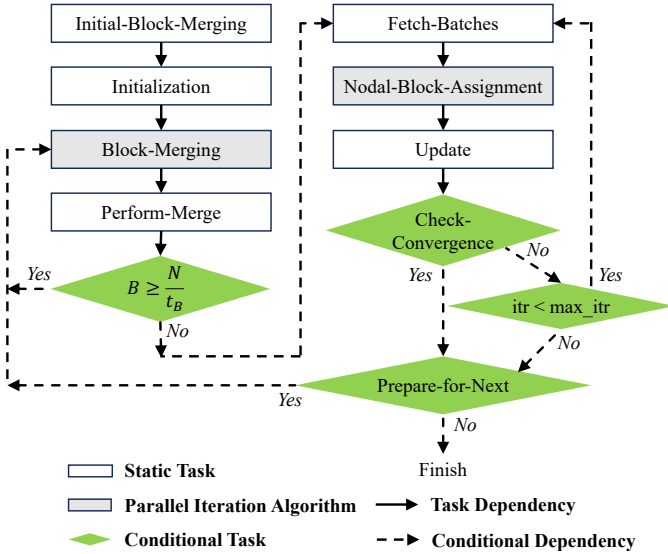 Initial-Block-Merging
Initialization
Block-Merging
Perform-Merge
Yes
B ≥ N/t_B
No
Fetch-Batches
Nodal-Block-Assignment
Update
Check-
Convergence
No
Yes
Yes
itr < max_itr
No
Prepare-for-Next
Yes
No
Finish
Static Task
Parallel Iteration Algorithm
Task Dependency
Conditional Task
Conditional Dependency